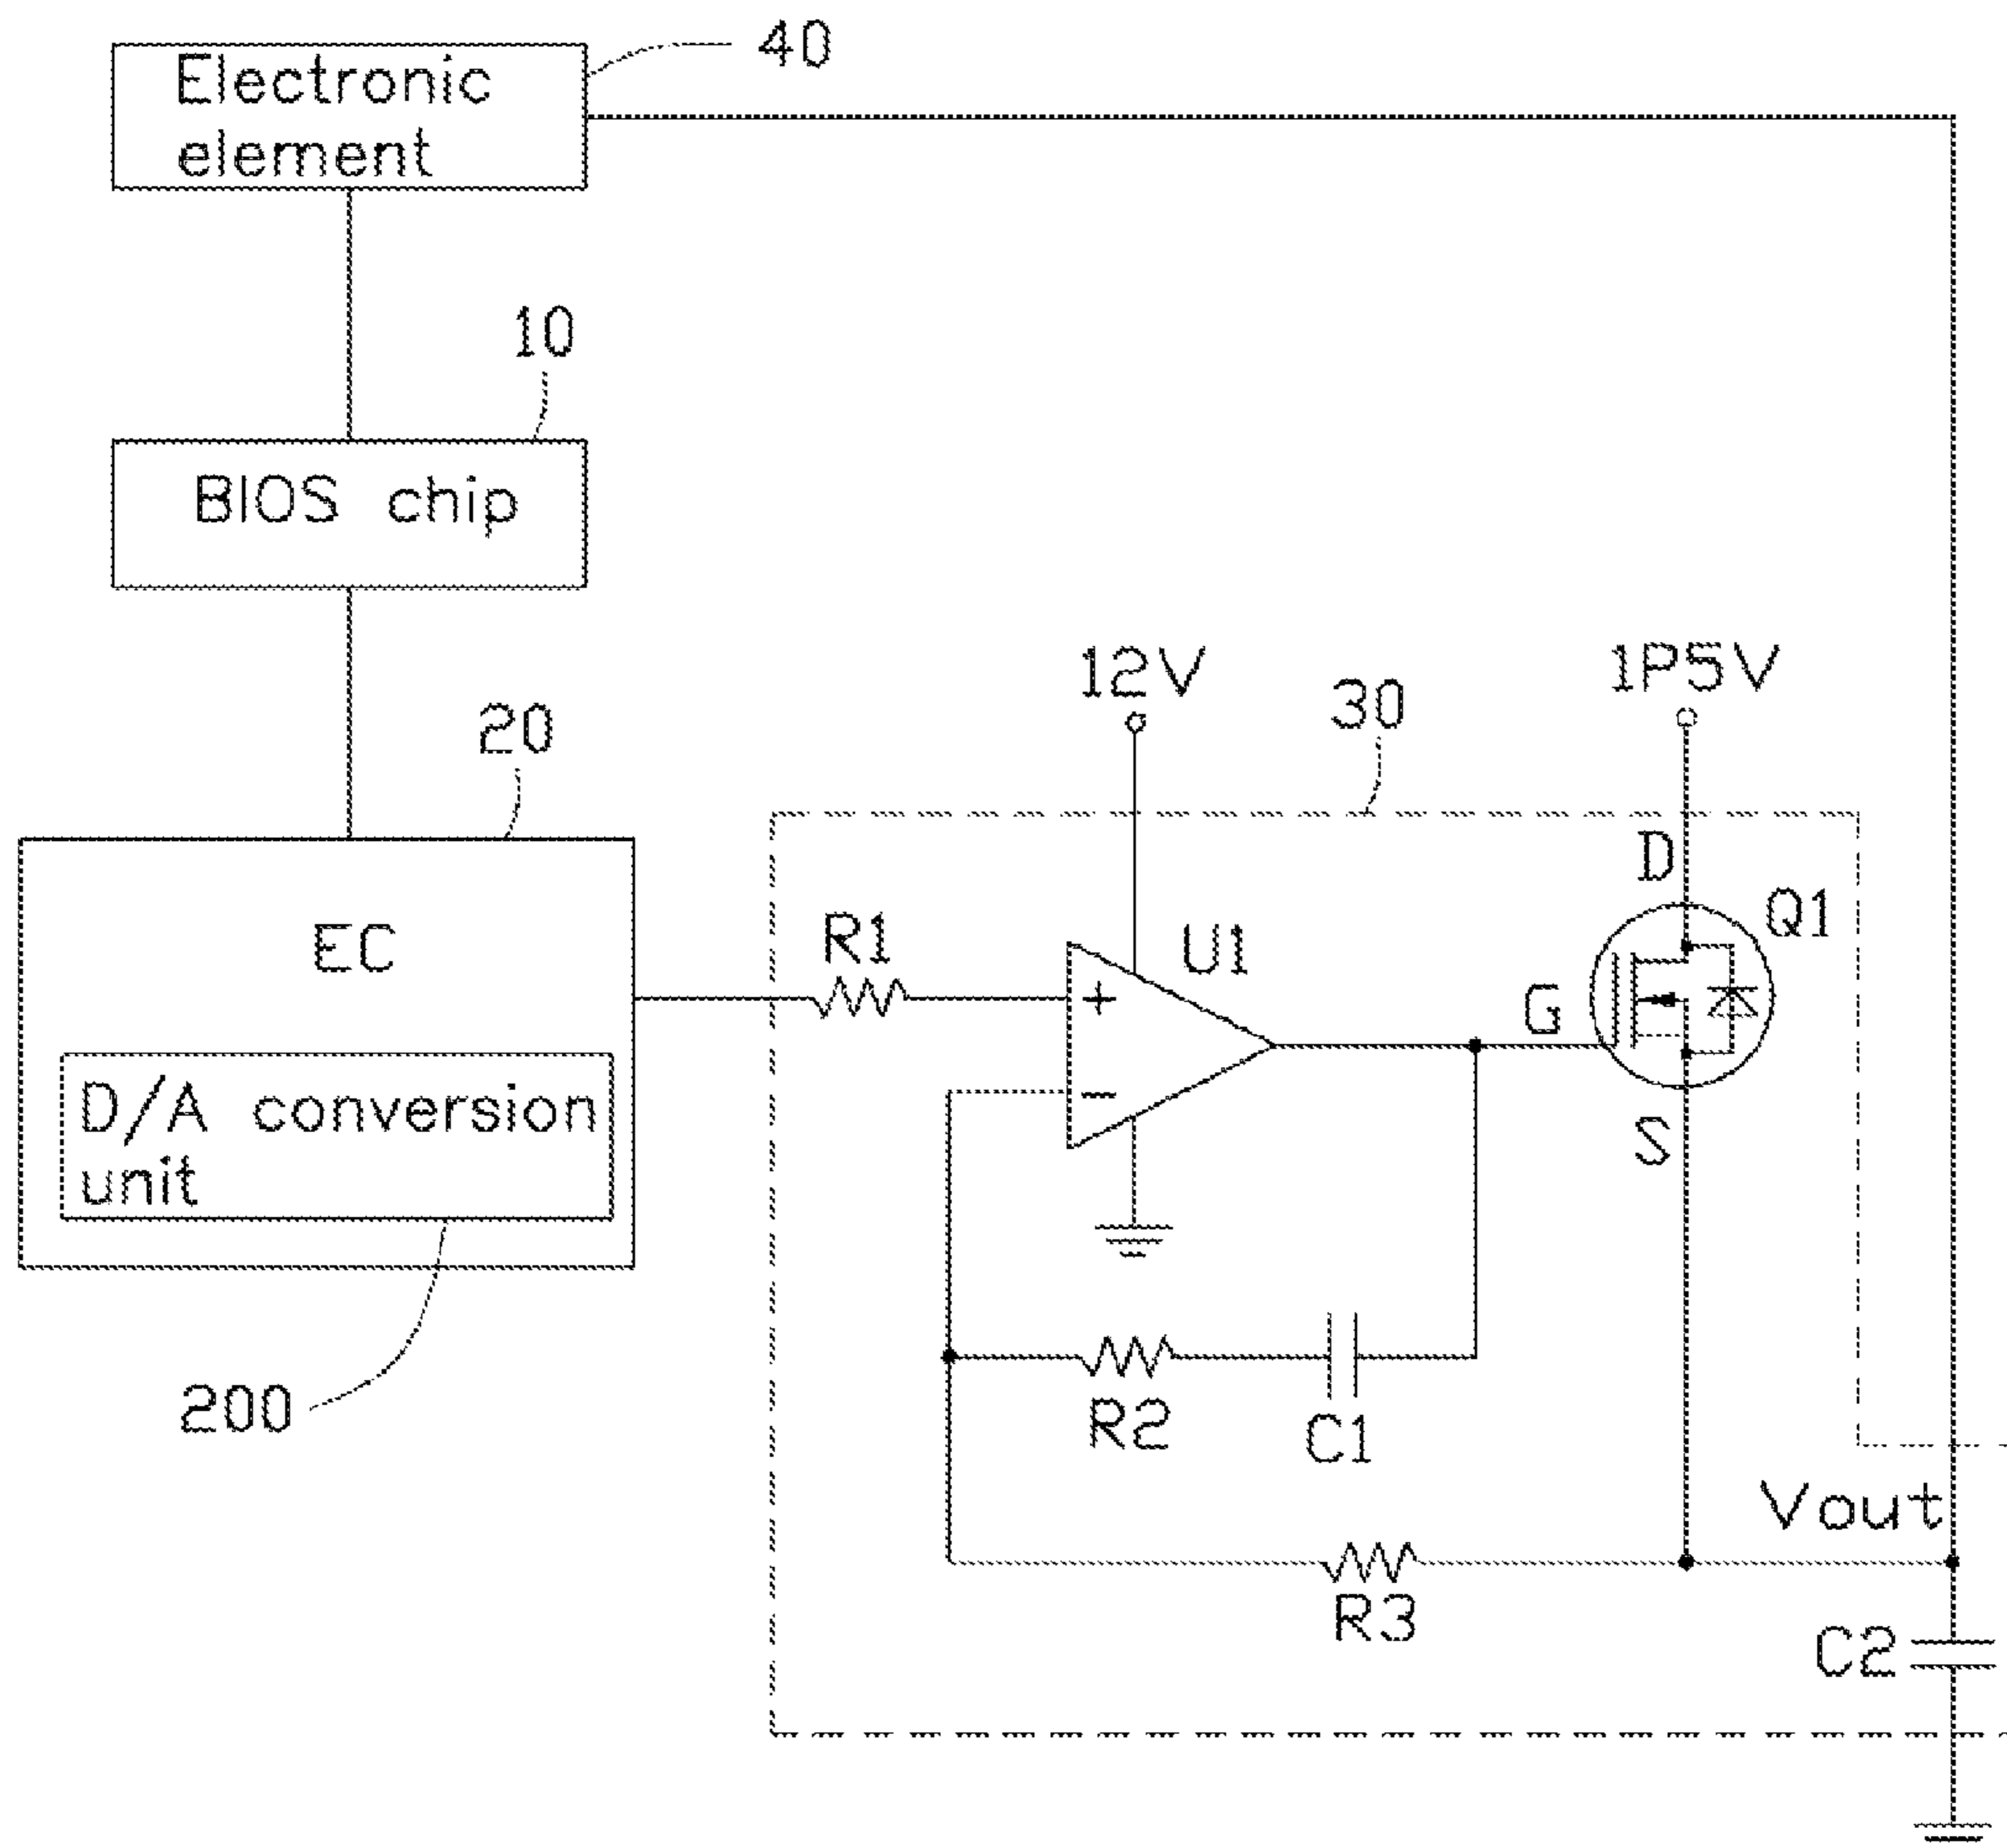 40
Electronic
element
10
BIOS chip
12V
1P5V
30
20
D
Q1
R1
U1
EC
+
G
D/A conversion
−
S
unit
200
R2
C1
Vout
R3
C2